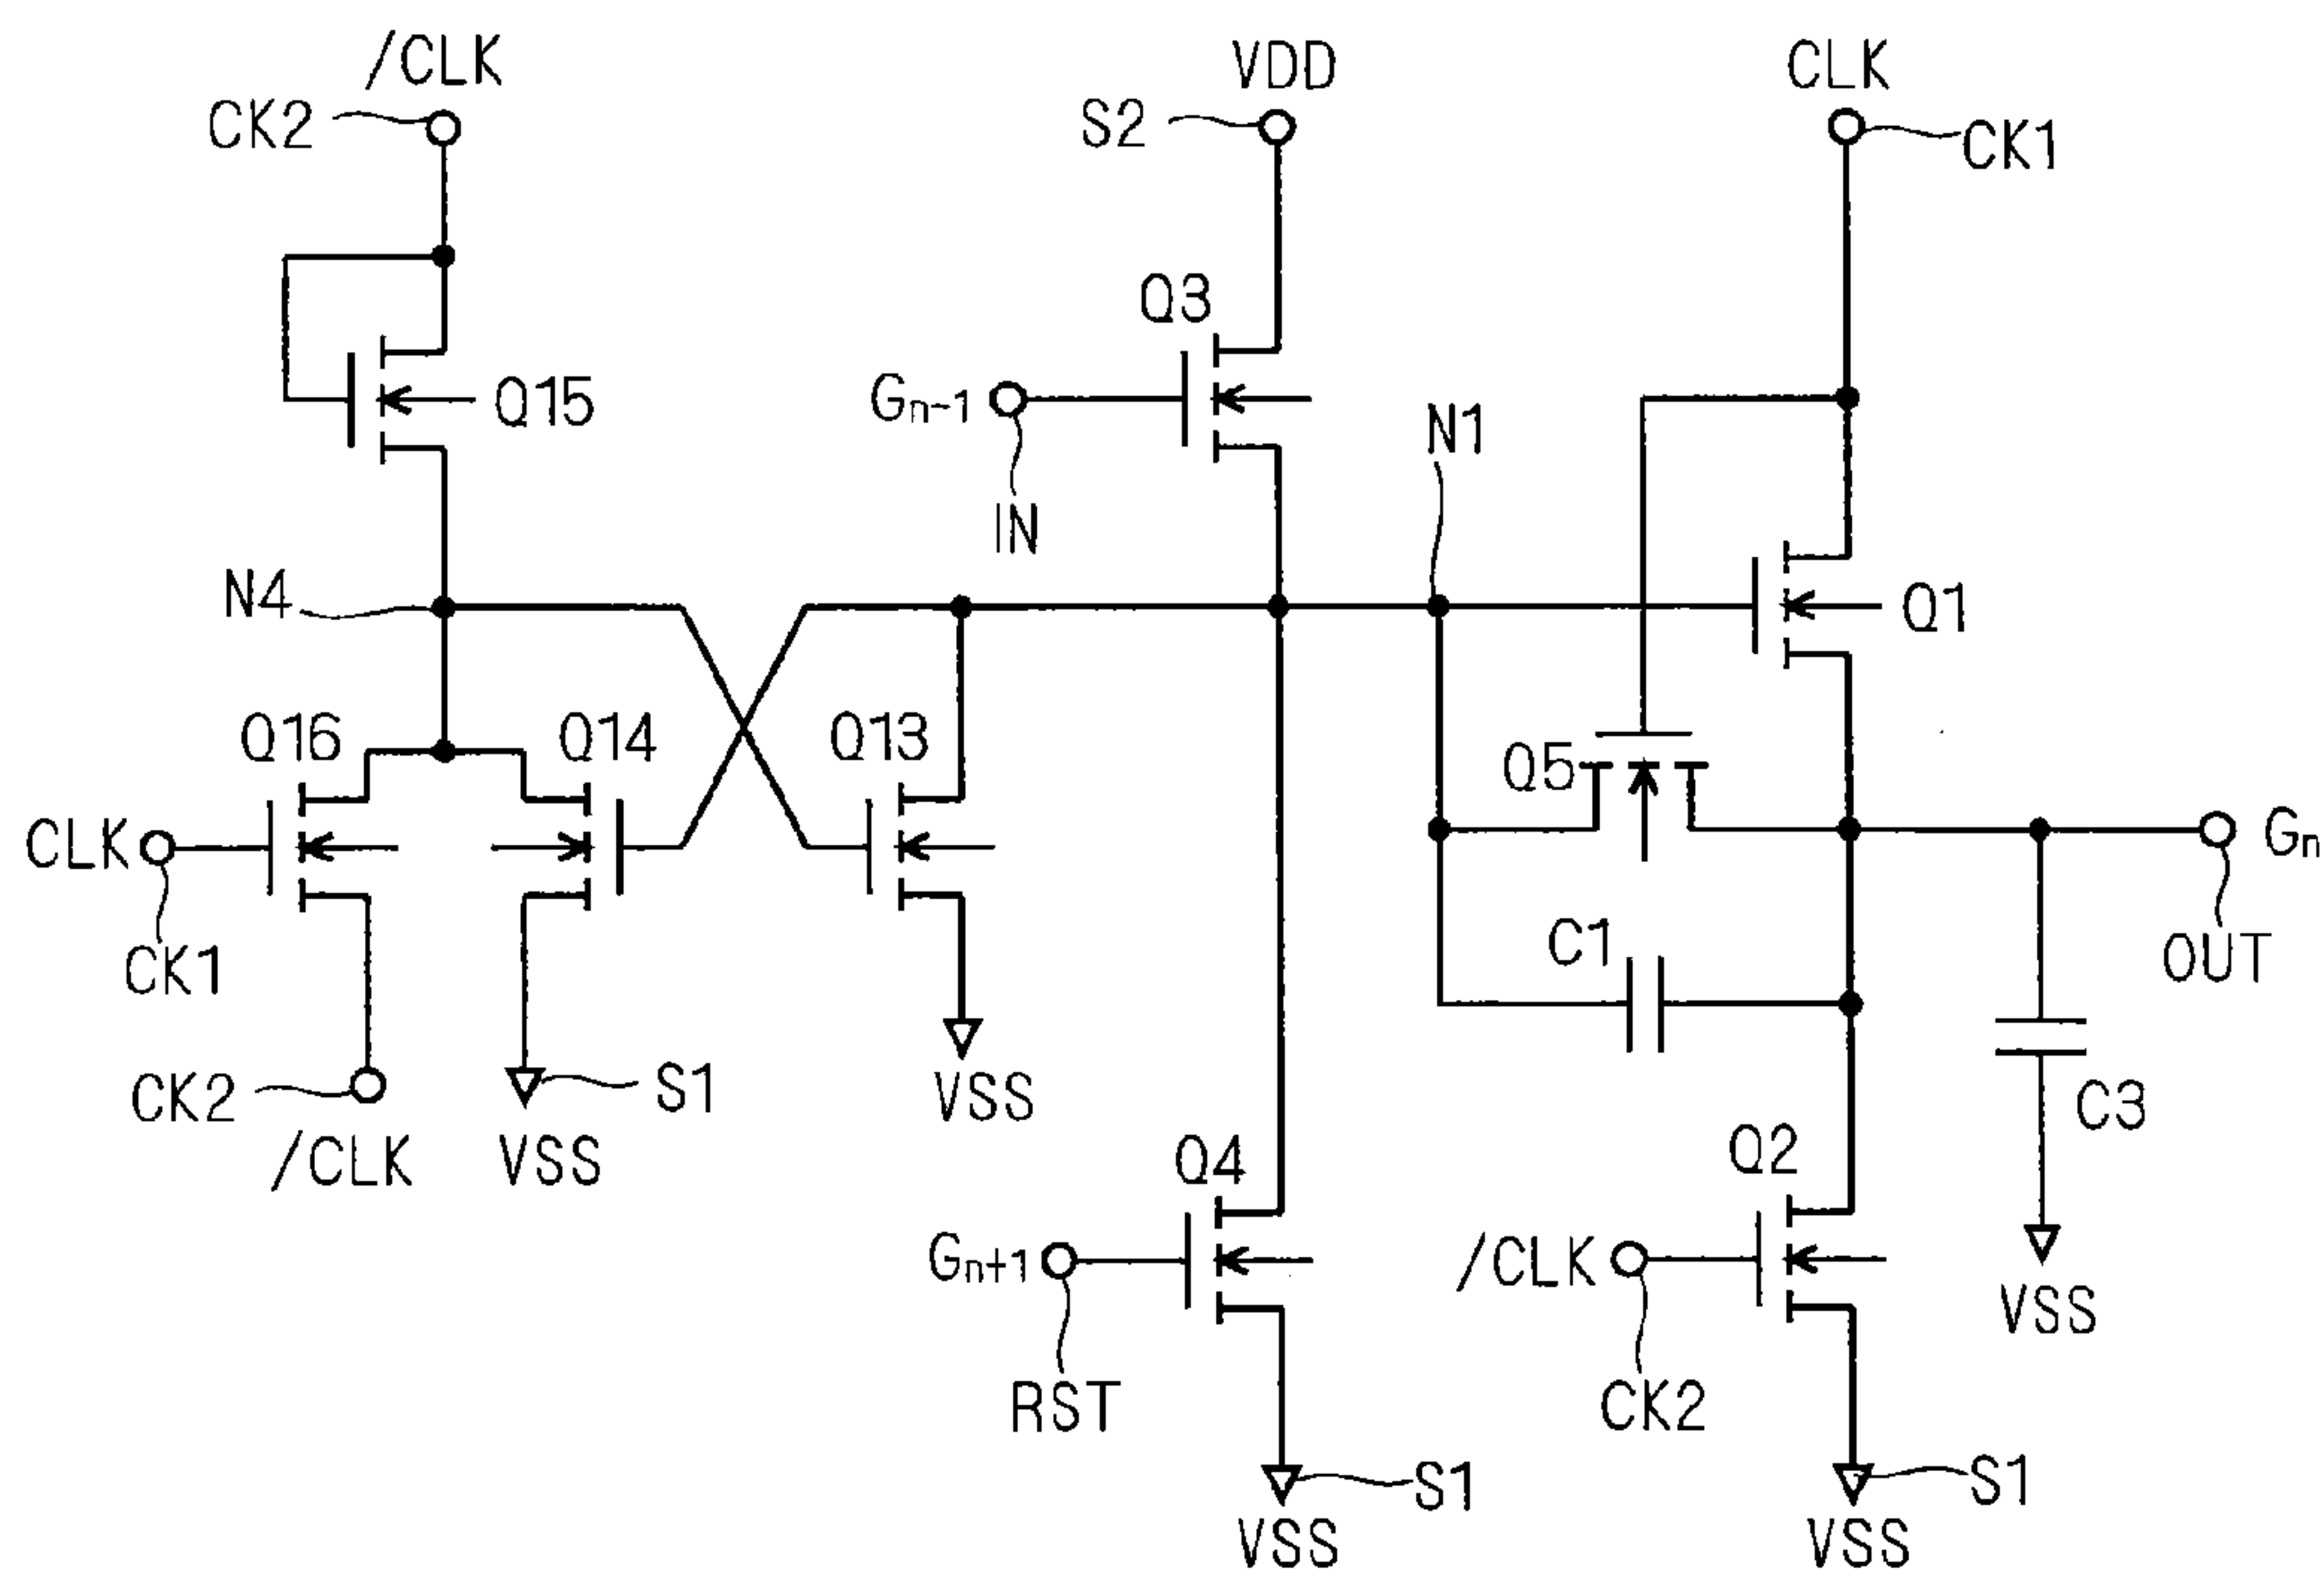 /CLK
VDD
CLK
CK2
S2
CK1
Q3
Q15
Gn-1
N1
IN
N4
Q1
Q16
Q14
Q13
Q5
CLK
Gn
C1
CK1
OUT
CK2
S1
VSS
C3
/CLK
VSS
Q4
Q2
Gn+1
/CLK
VSS
RST
CK2
S1
S1
VSS
VSS